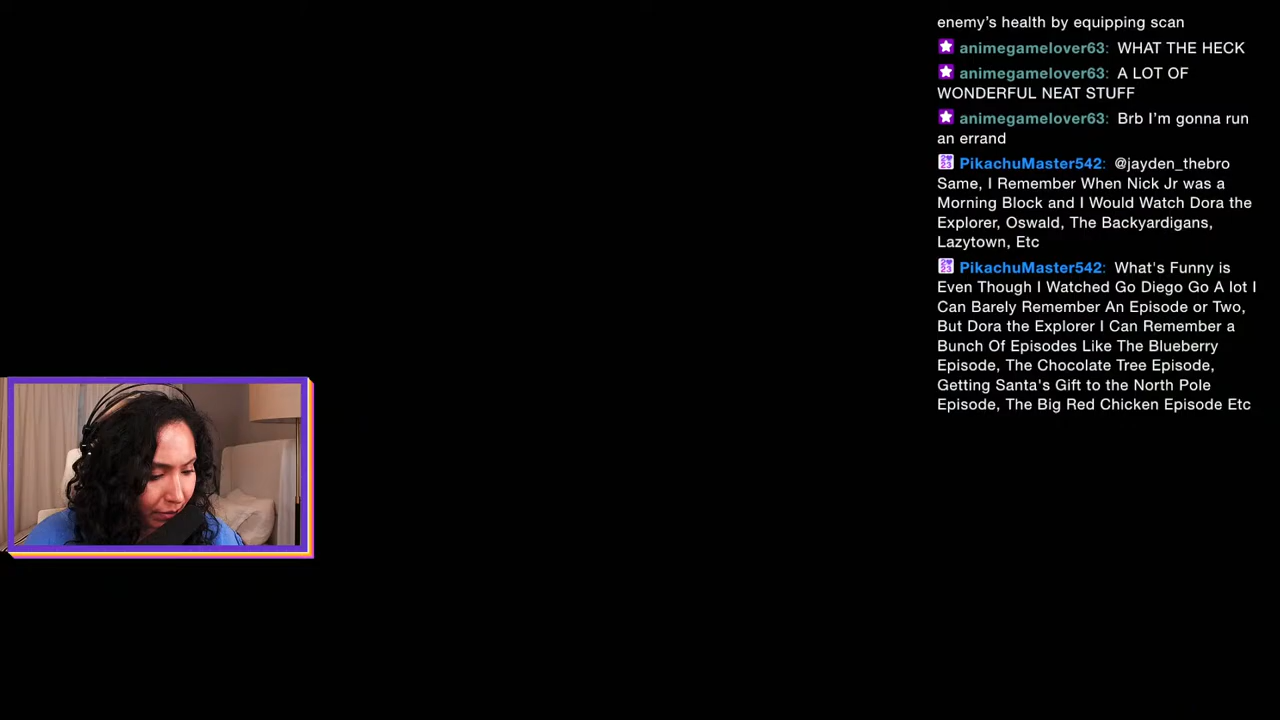 enemy's health by equipping scan
animegamelover63: WHAT THE HECK
animegamelover63: A LOT OF
WONDERFUL NEAT STUFF
animegamelover63: Brb I'm gonna run
an errand
PikachuMaster542: @jayden_thebro
Same, I Remember When Nick Jr was a
Morning Block and I Would Watch Dora the
Explorer, Oswald, The Backyardigans,
Lazytown, Etc
PikachuMaster542: What's Funny is
Even Though I Watched Go Diego Go A lot I
Can Barely Remember An Episode or Two,
But Dora the Explorer I Can Remember a
Bunch Of Episodes Like The Blueberry
Episode, The Chocolate Tree Episode,
Getting Santa's Gift to the North Pole
Episode, The Big Red Chicken Episode Etc